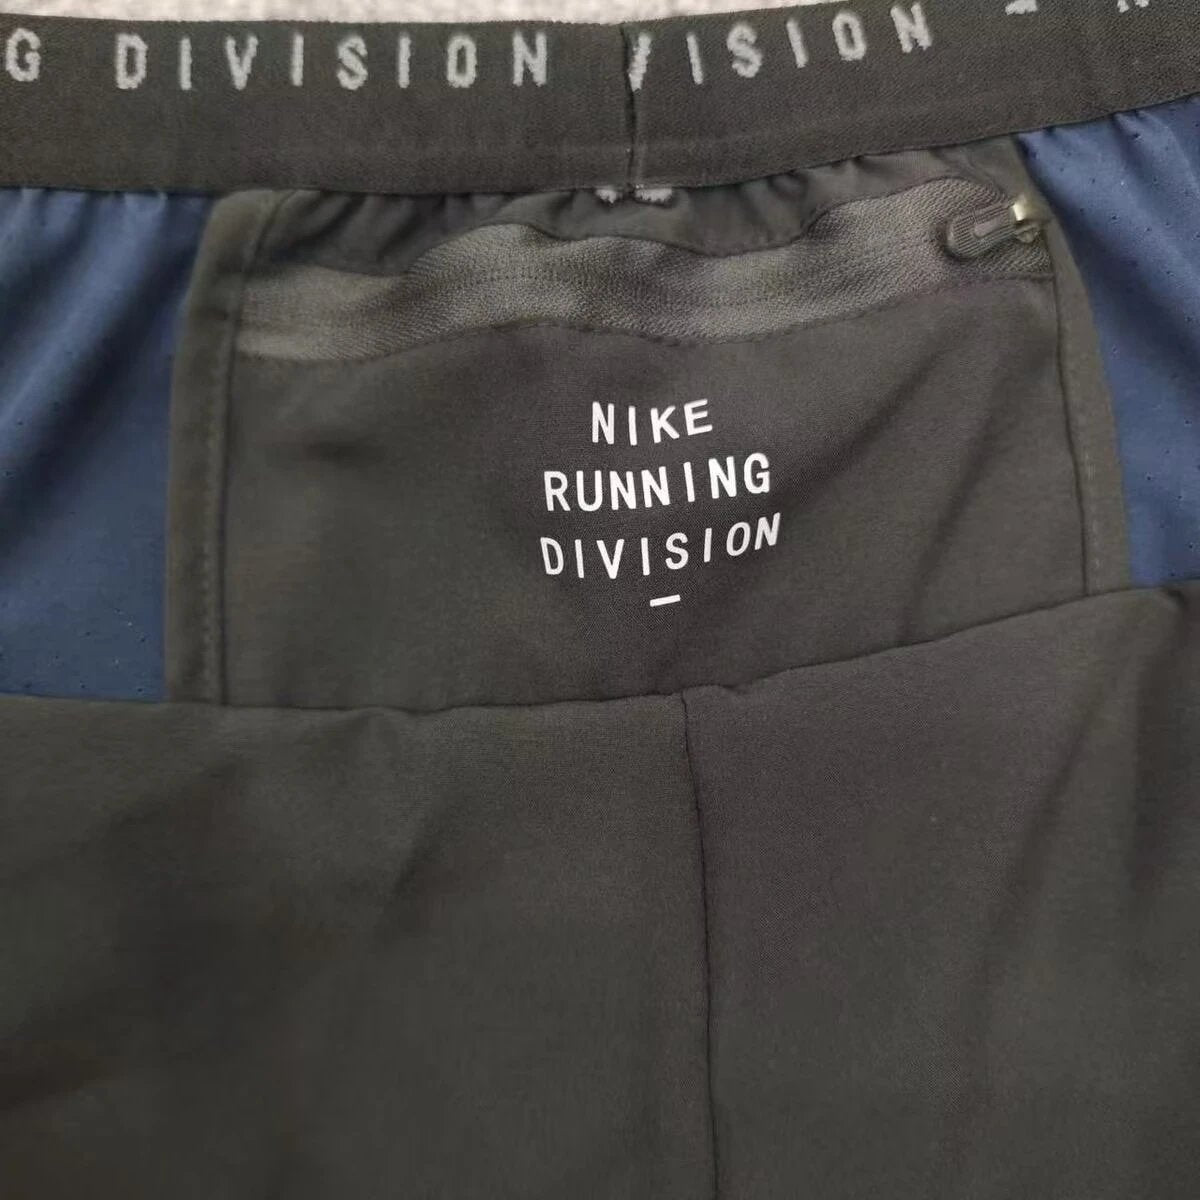 G DIVISION VISION - N
NIKE
RUNNING
DIVISION
—